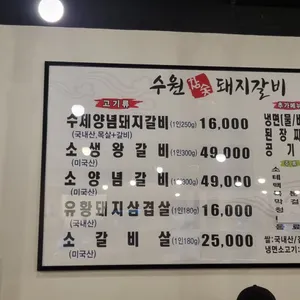 수원 돼지갈비
고기류
수제양념돼지갈비 (1인250g) 16,000
(국내산,목살+갈비)
소생왕갈비 (1인300g) 49,000
(미국산)
소양념갈비 (1인300g) 49,000
(미국산)
유황돼지삼겹살 (1인180g) 16,000
(국내산)
소갈비살 (1인180g) 25,000
(미국산)
추가메뉴
냉면(물/비
된장찌
공기
소
쌀:국내산/김
냉면소고기: